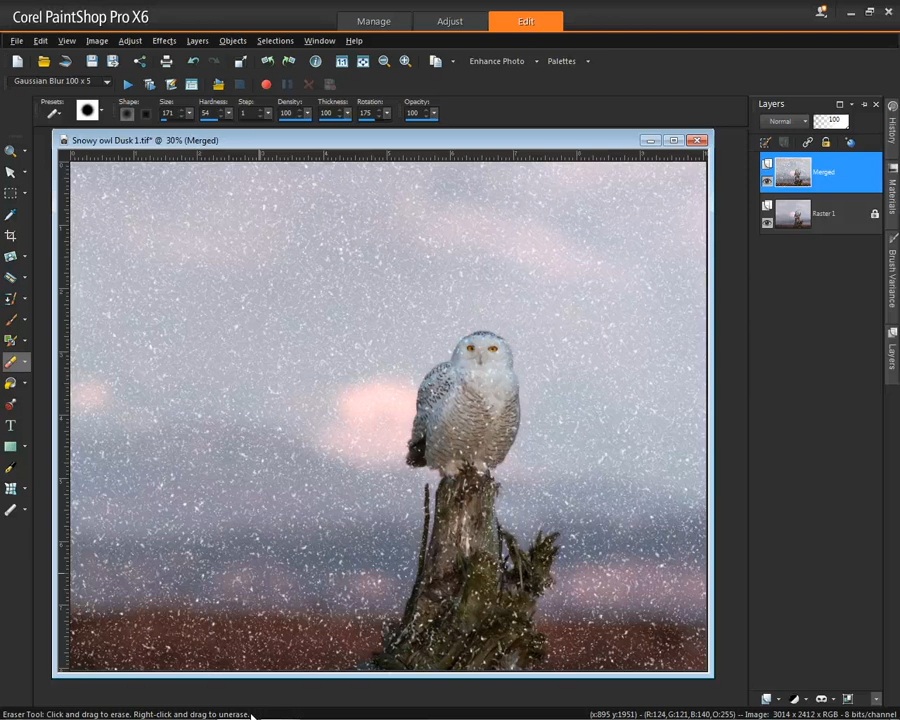 Corel PaintShop Pro X6
Manage Adjust Edit
File Edit View Image Adjust Effects Layers Objects Selections Window Help
Enhance Photo Palettes
Gaussian Blur 100 x 5
Presets: Shape: Size: Hardness: Step: Density: Thickness: Rotation: Opacity:
171 54 1 100 100 175 100
Snowy owl Dusk 1.tif* @ 30% (Merged)
Layers
Normal 100
Merged
Raster 1
History
Materials
Brush Variance
Layers
Eraser Tool: Click and drag to erase. Right-click and drag to unerase.
(x:895 y:1951) -- (R:124,G:121,B:140,O:255) -- Image: 3014 x 2412 x RGB - 8 bits/channel